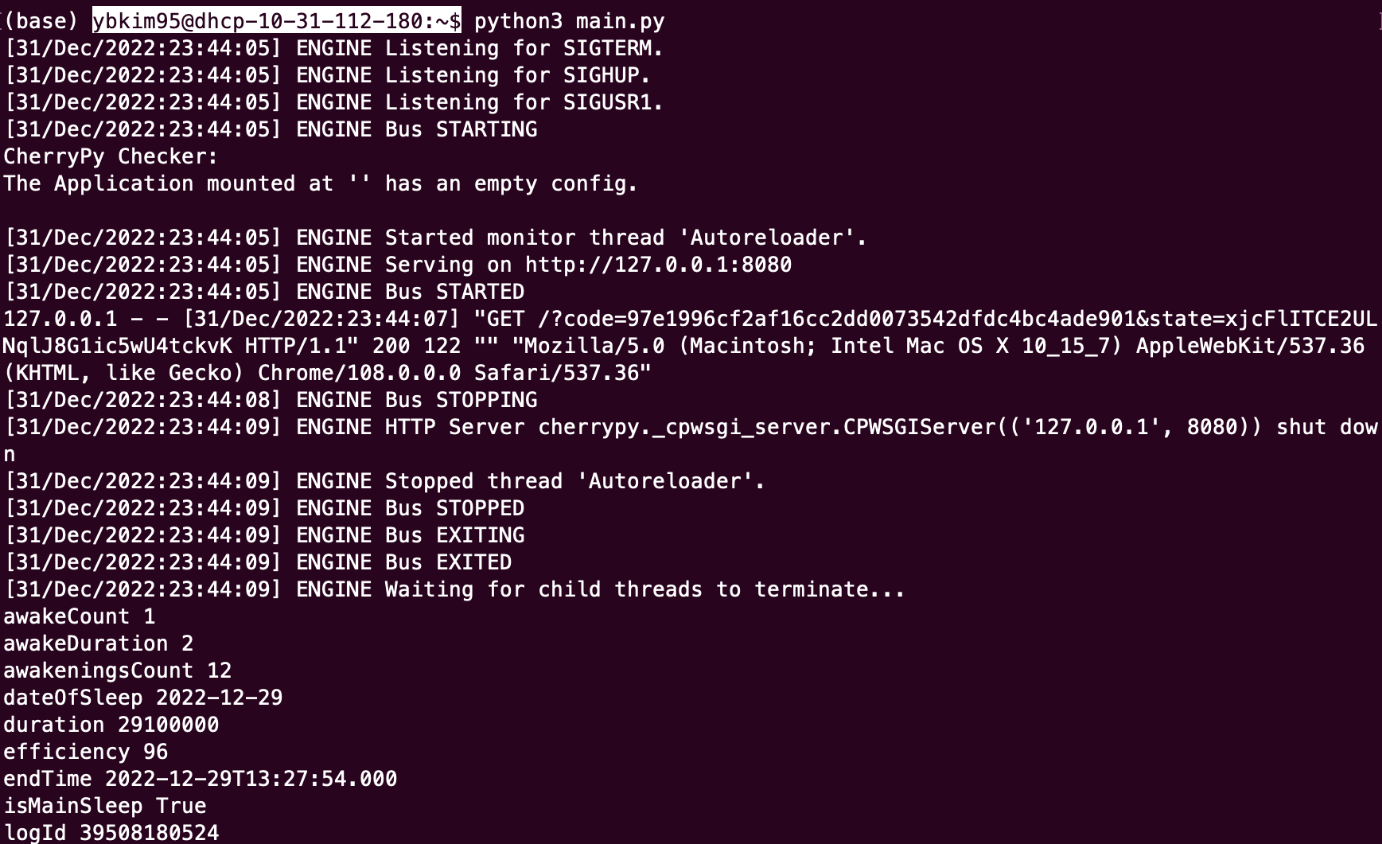 (base) ybkim95@dhcp-10-31-112-180:~$ python3 main.py
[31/Dec/2022:23:44:05] ENGINE Listening for SIGTERM.
[31/Dec/2022:23:44:05] ENGINE Listening for SIGHUP.
[31/Dec/2022:23:44:05] ENGINE Listening for SIGUSR1.
[31/Dec/2022:23:44:05] ENGINE Bus STARTING
CherryPy Checker:
The Application mounted at '' has an empty config.
[31/Dec/2022:23:44:05] ENGINE Started monitor thread 'Autoreloader'.
[31/Dec/2022:23:44:05] ENGINE Serving on http://127.0.0.1:8080
[31/Dec/2022:23:44:05] ENGINE Bus STARTED
127.0.0.1 - - [31/Dec/2022:23:44:07] "GET /?code=97e1996cf2af16cc2dd0073542dfdc4bc4ade901&state=xjcFlITCE2UL
NqlJ8G1ic5wU4tckvK HTTP/1.1" 200 122 "" "Mozilla/5.0 (Macintosh; Intel Mac OS X 10_15_7) AppleWebKit/537.36
(KHTML, like Gecko) Chrome/108.0.0.0 Safari/537.36"
[31/Dec/2022:23:44:08] ENGINE Bus STOPPING
[31/Dec/2022:23:44:09] ENGINE HTTP Server cherrypy._cpwsgi_server.CPWSGIServer(('127.0.0.1', 8080)) shut dow
n
[31/Dec/2022:23:44:09] ENGINE Stopped thread 'Autoreloader'.
[31/Dec/2022:23:44:09] ENGINE Bus STOPPED
[31/Dec/2022:23:44:09] ENGINE Bus EXITING
[31/Dec/2022:23:44:09] ENGINE Bus EXITED
[31/Dec/2022:23:44:09] ENGINE Waiting for child threads to terminate...
awakeCount 1
awakeDuration 2
awakeningsCount 12
dateOfSleep 2022-12-29
duration 29100000
efficiency 96
endTime 2022-12-29T13:27:54.000
isMainSleep True
logId 39508180524